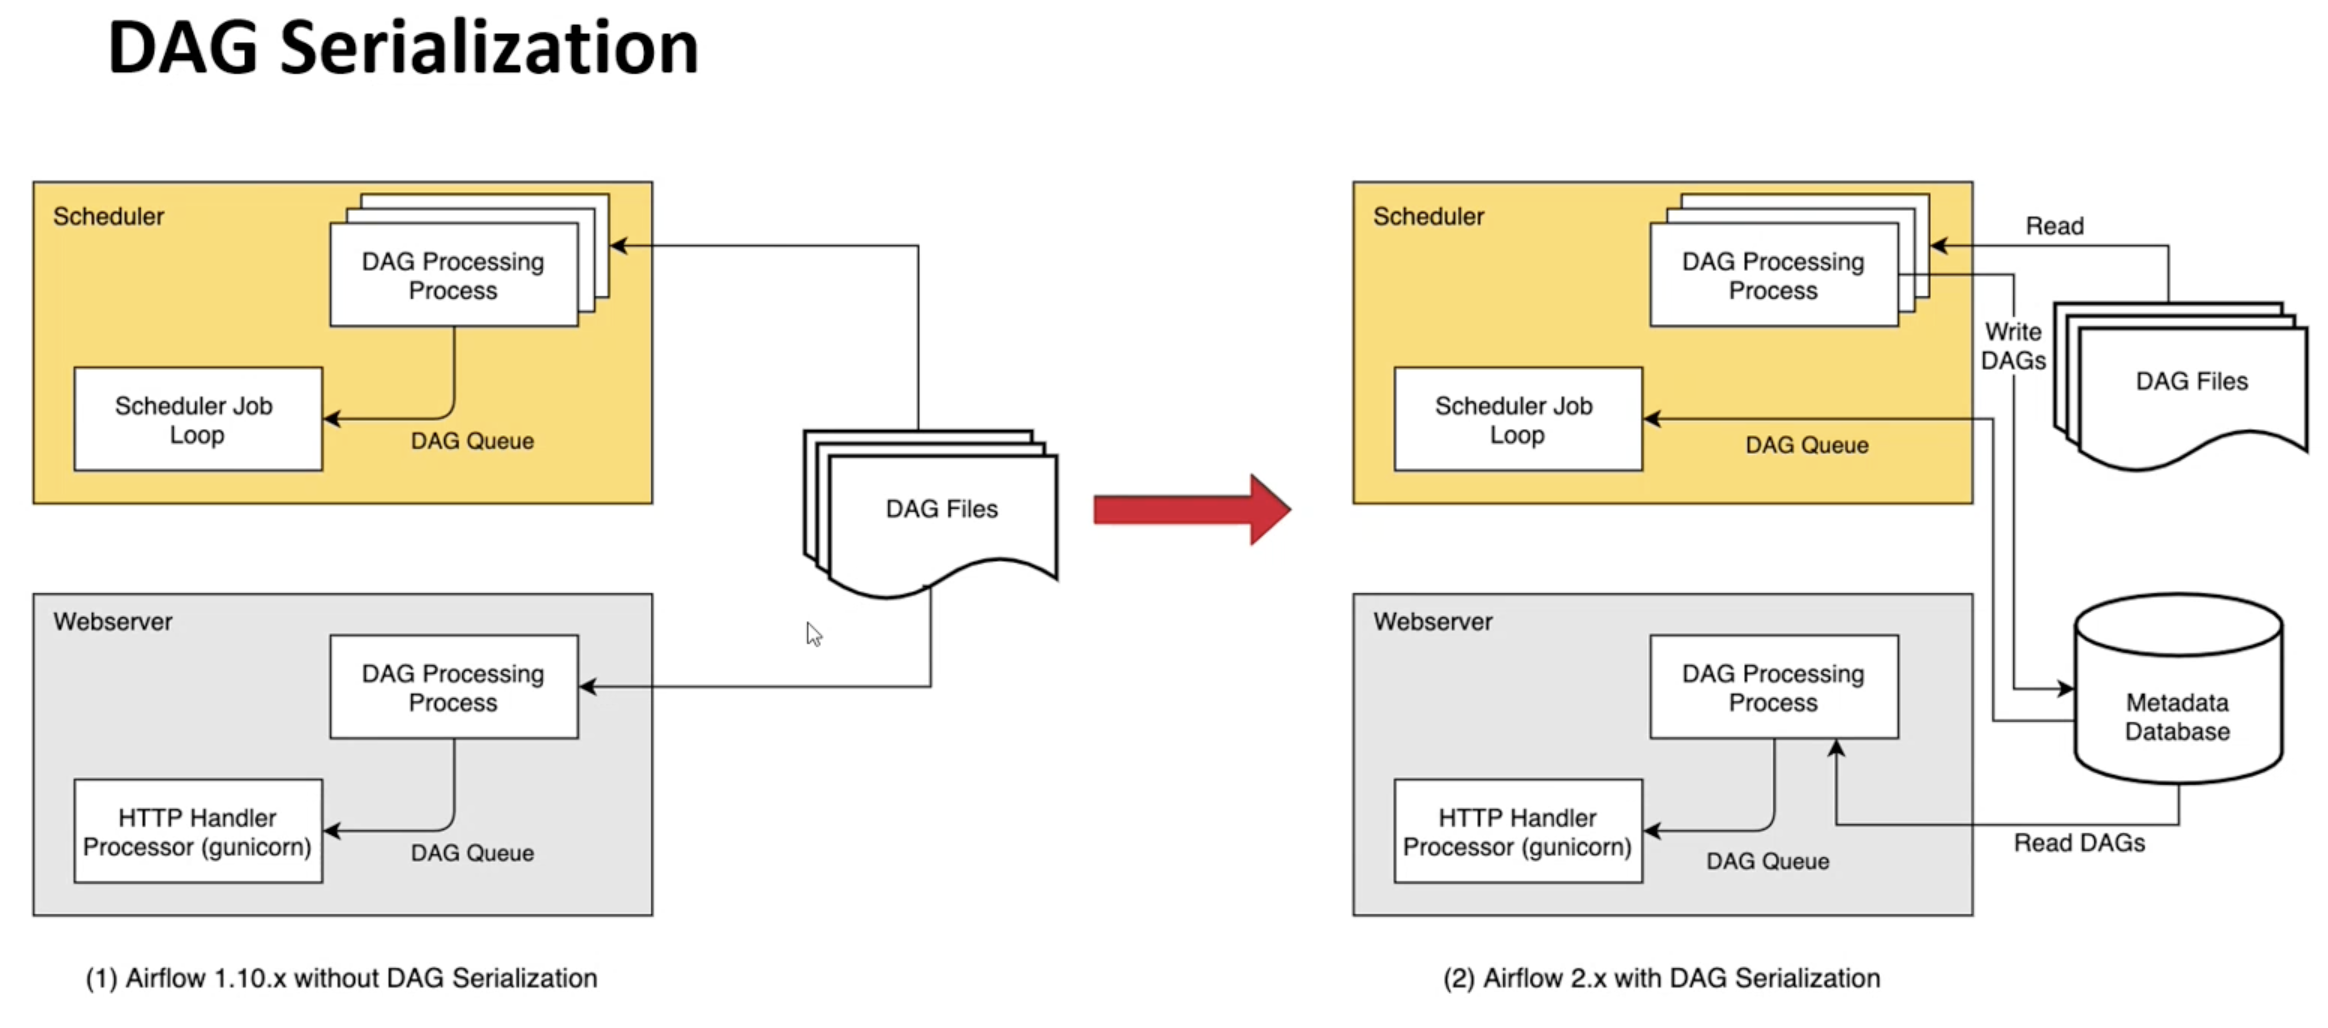 DAG Serialization
Scheduler
DAG Processing
Process
Scheduler Job
Loop
DAG Queue
Webserver
DAG Processing
Process
HTTP Handler
Processor (gunicorn)
DAG Queue
DAG Files
(1) Airflow 1.10.x without DAG Serialization
Scheduler
DAG Processing
Process
Scheduler Job
Loop
DAG Queue
Read
Write
DAGs
DAG Files
Webserver
DAG Processing
Process
HTTP Handler
Processor (gunicorn)
DAG Queue
Metadata
Database
Read DAGs
(2) Airflow 2.x with DAG Serialization